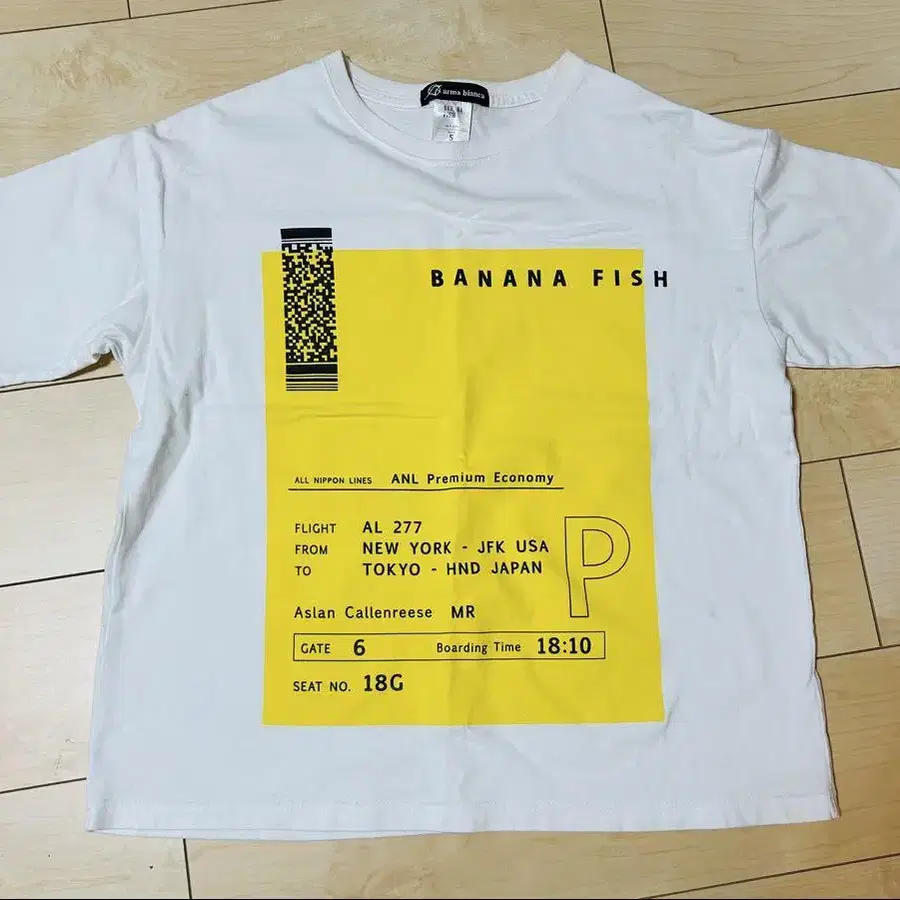 arma bianca
S
BANANA FISH
ALL NIPPON LINES ANL Premium Economy
FLIGHT AL 277
FROM NEW YORK - JFK USA
TO TOKYO - HND JAPAN
P
Aslan Callenreese MR
GATE 6 Boarding Time 18:10
SEAT NO. 18G